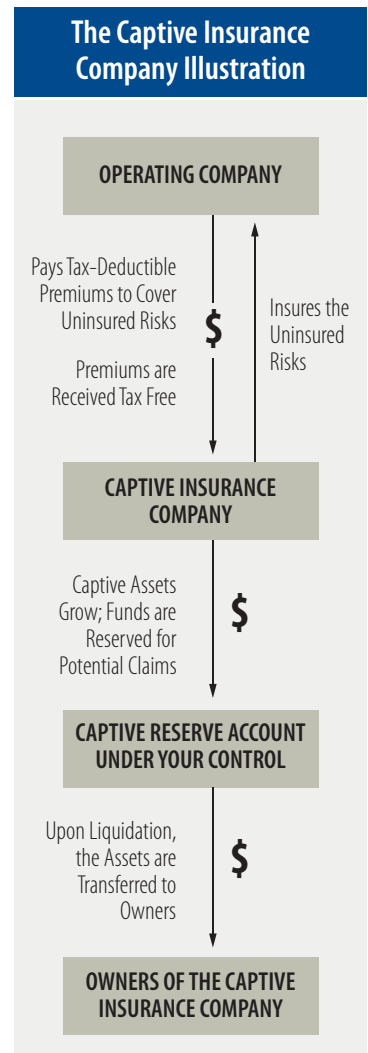 The Captive Insurance
Company Illustration
OPERATING COMPANY
Pays Tax-Deductible
Premiums to Cover
Uninsured Risks
$
Premiums are
Received Tax Free
Insures the
Uninsured
Risks
CAPTIVE INSURANCE
COMPANY
Captive Assets
Grow; Funds are
Reserved for
Potential Claims
$
CAPTIVE RESERVE ACCOUNT
UNDER YOUR CONTROL
Upon Liquidation,
the Assets are
Transferred to
Owners
$
OWNERS OF THE CAPTIVE
INSURANCE COMPANY